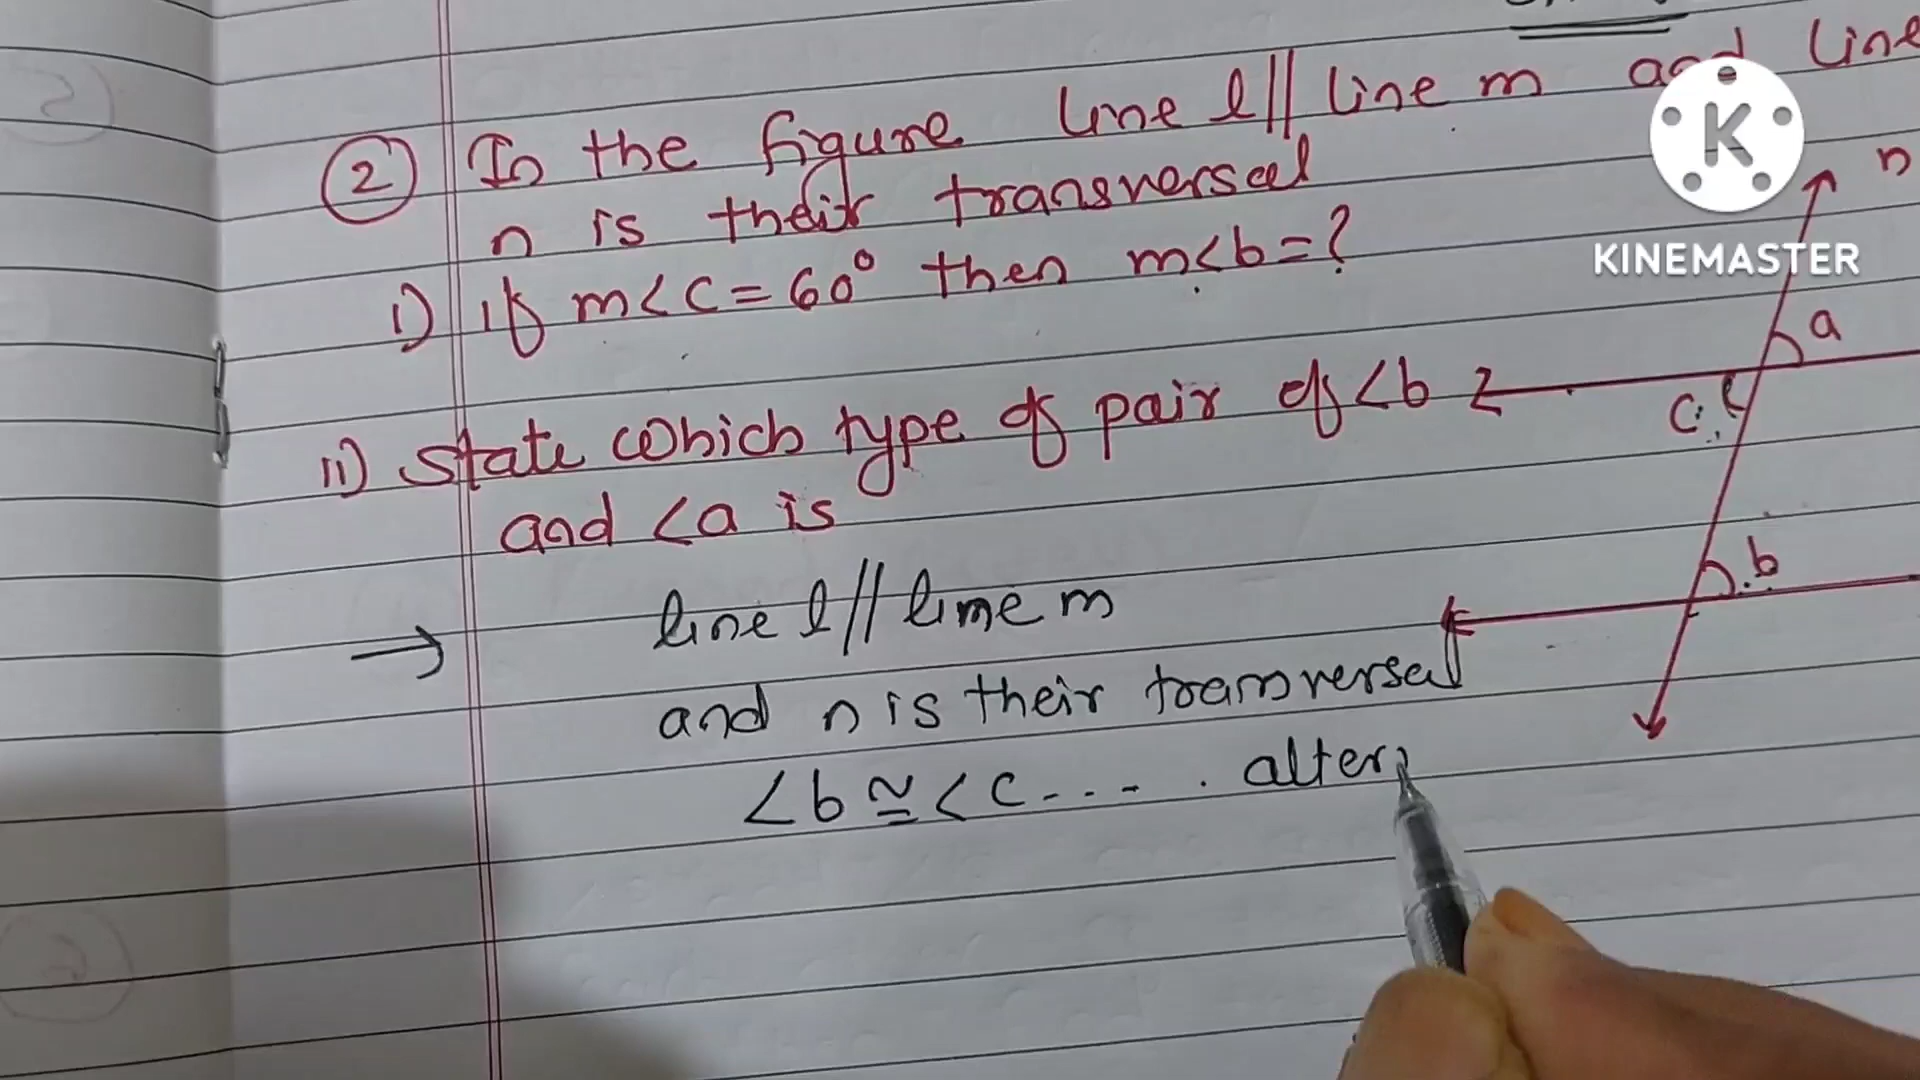 ② In the figure line l || line m and line
n is their transversal
i) if m<c = 60° then m<b = ?
ii) state which type of pair of <b
and <a is
→ line l || line m
and n is their transversal
<b ≅ <c - - - . altern
n
a
c
b
K
KINEMASTER